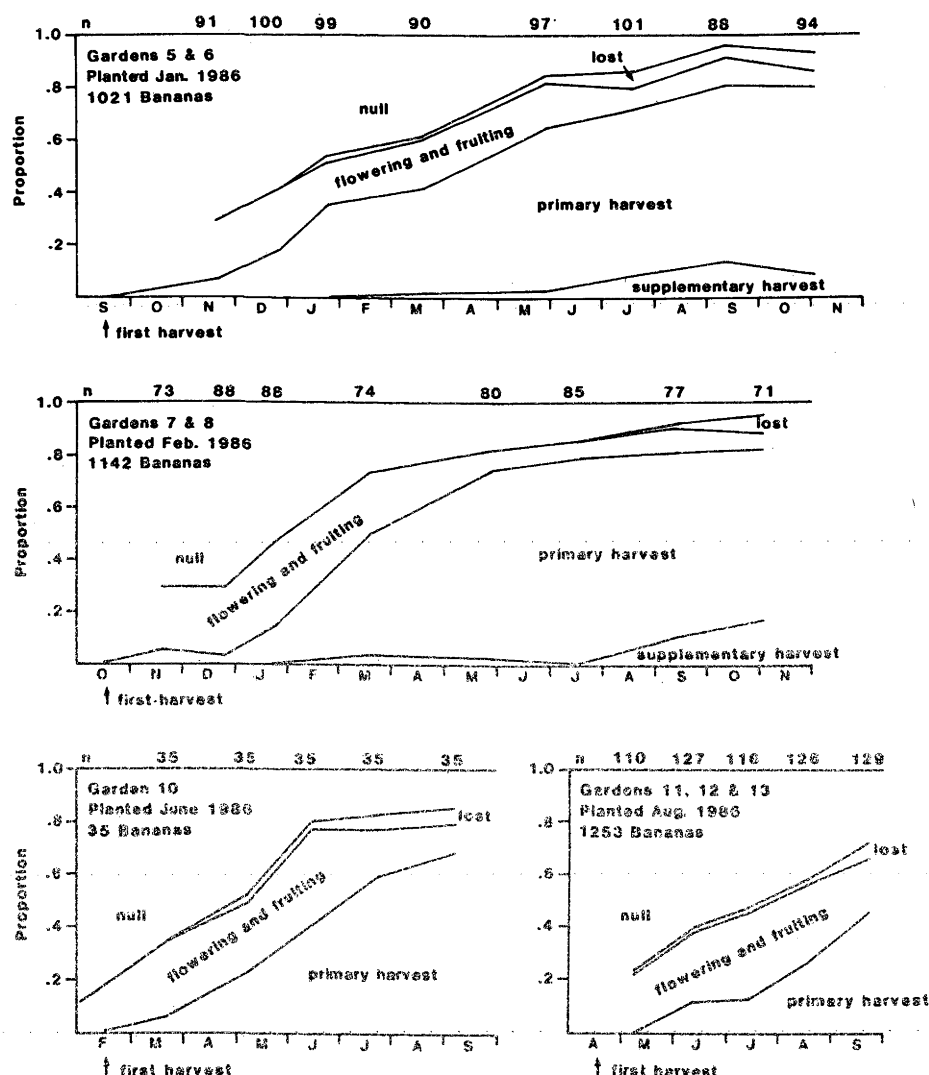 n 91 100 99 90 97 101 88 94
1.0
Gardens 5 & 6
Planted Jan. 1986
1021 Bananas
.8
.6
.4
.2
Proportion
null
lost
flowering and fruiting
primary harvest
supplementary harvest
S O N D J F M A M J J A S O N
first harvest
n 73 88 88 74 80 85 77 71
1.0
Gardens 7 & 8
Planted Feb. 1986
1142 Bananas
.8
.6
.4
.2
Proportion
null
lost
flowering and fruiting
primary harvest
supplementary harvest
O N D J F M A M J J A S O N
first harvest
n 35 35 35 35 35
1.0
Garden 10
Planted June 1986
35 Bananas
.8
.6
.4
.2
Proportion
null
lost
flowering and fruiting
primary harvest
F M A M J J A S
first harvest
n 110 127 116 126 129
1.0
Gardens 11, 12 & 13
Planted Aug. 1986
1253 Bananas
.8
.6
.4
.2
null
lost
flowering and fruiting
primary harvest
A M J J A S
first harvest